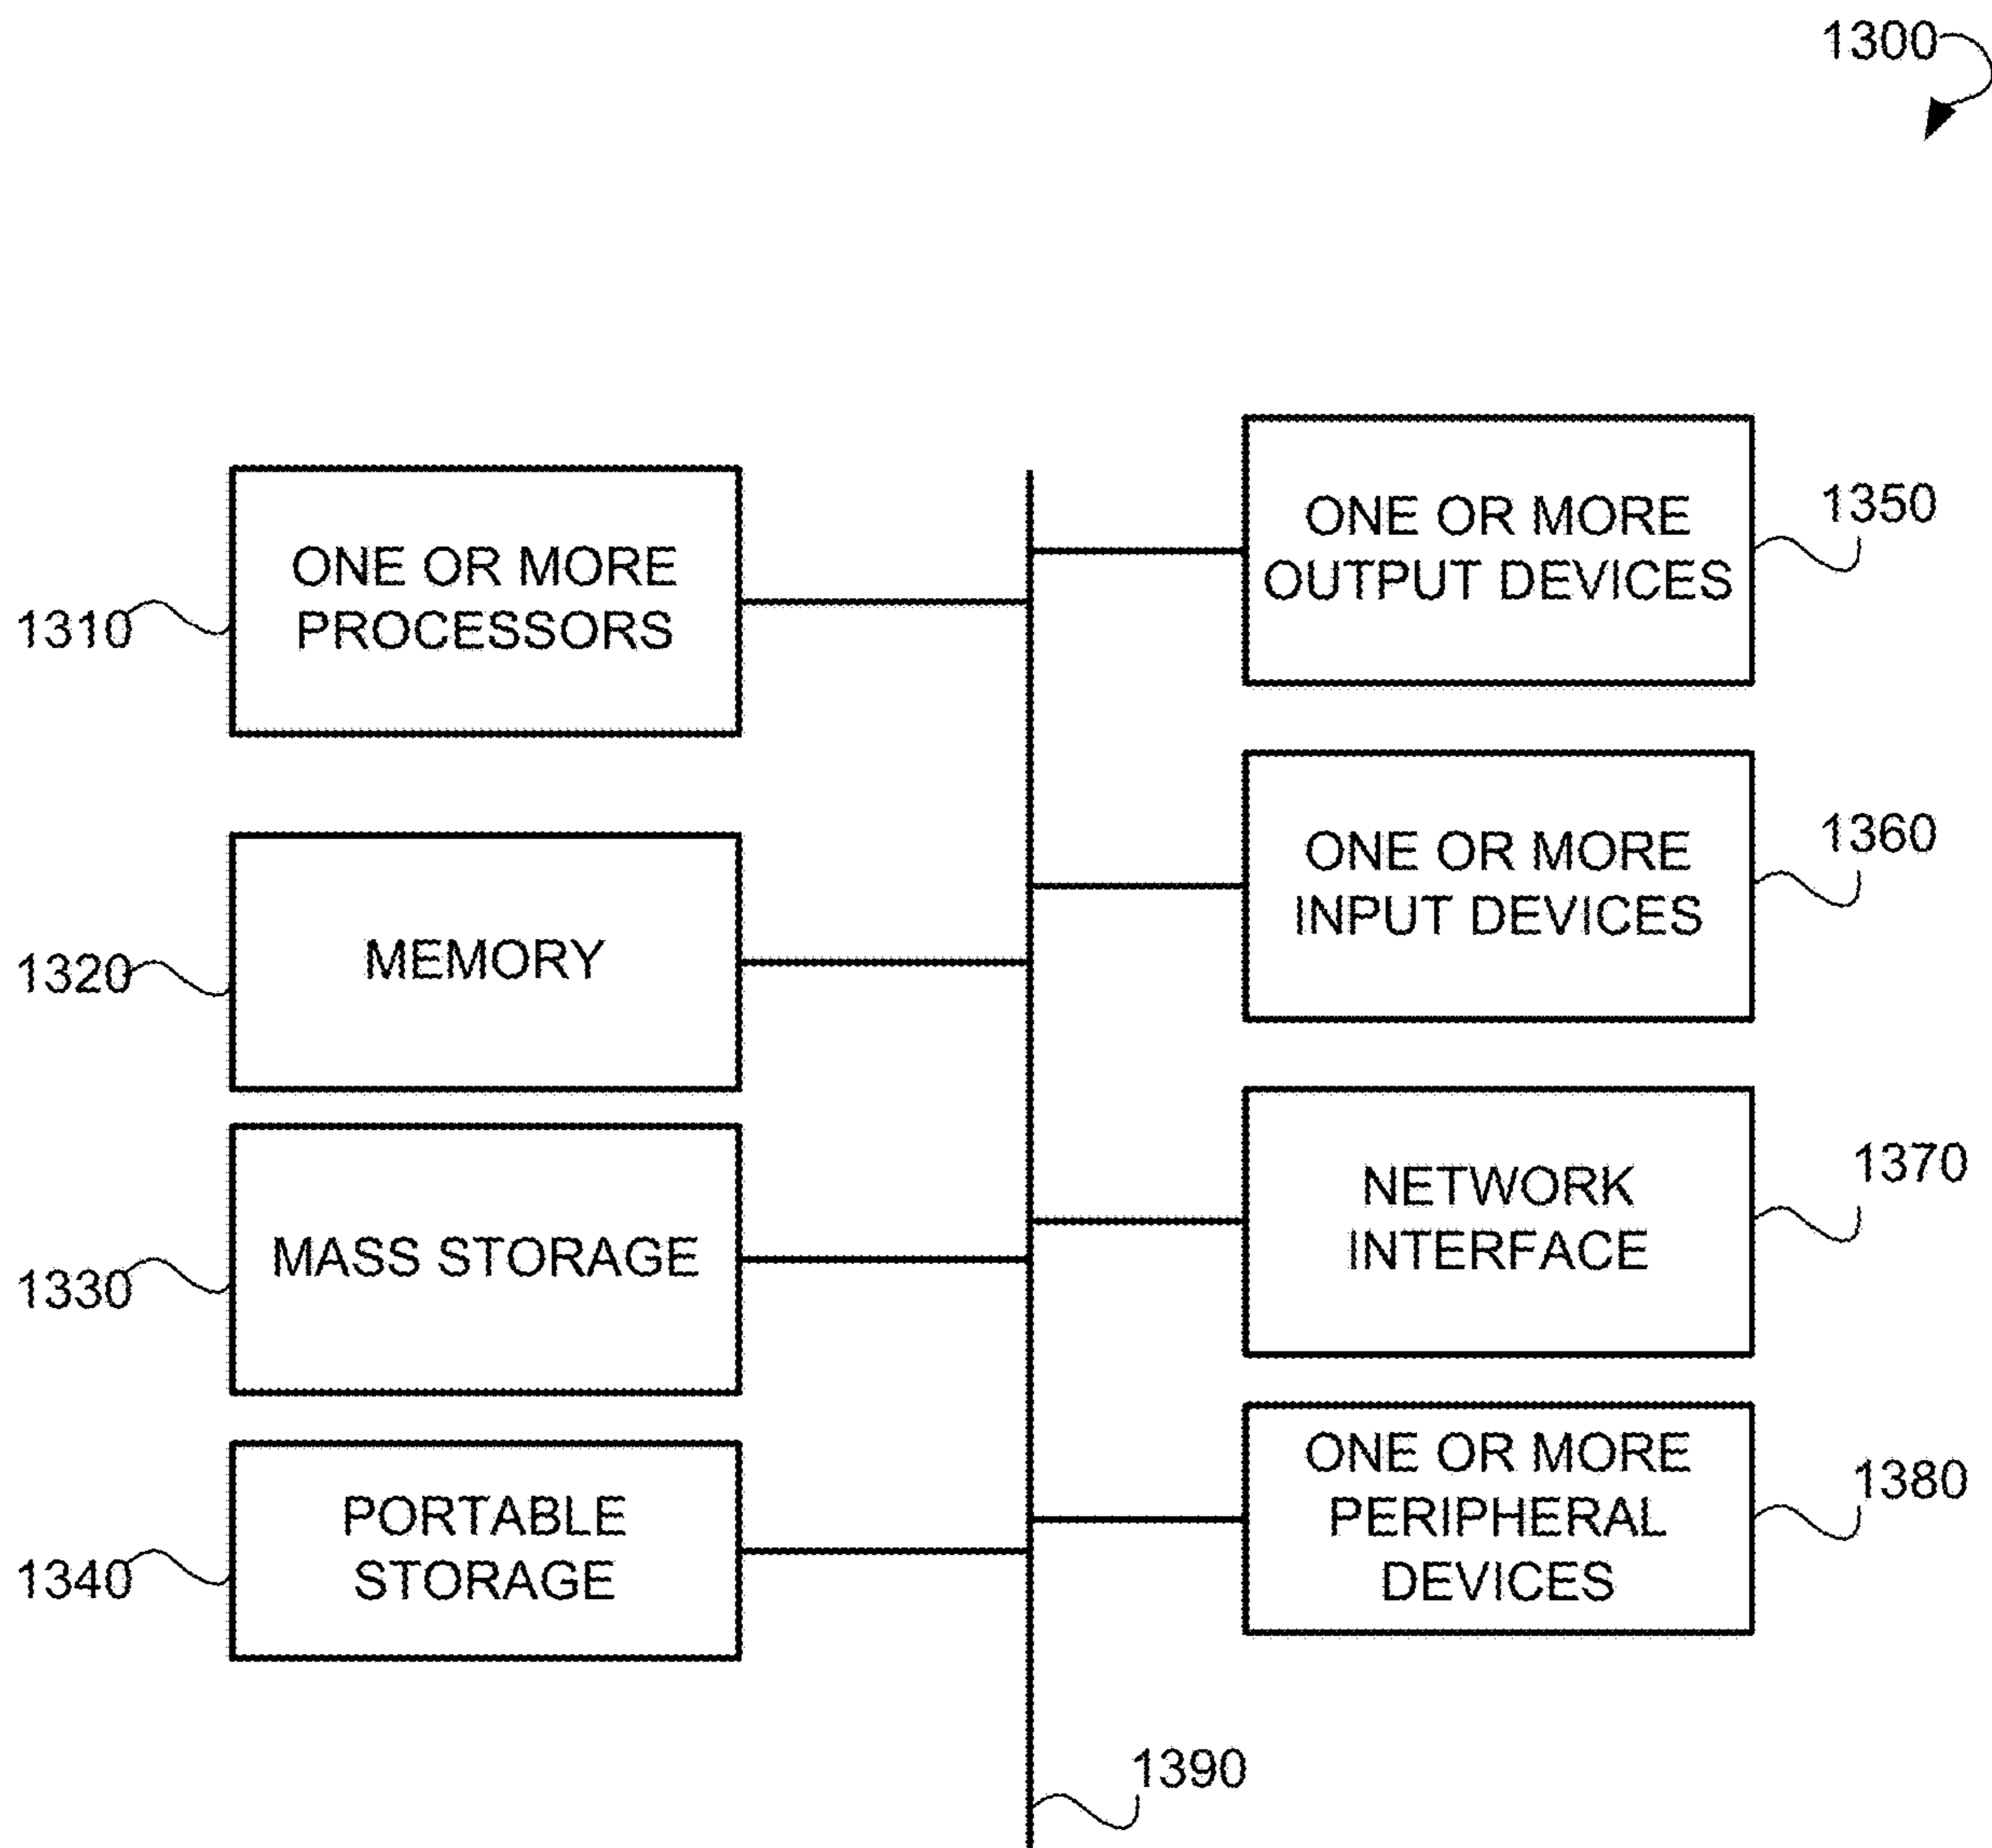 1300
ONE OR MORE
PROCESSORS
1310
MEMORY
1320
MASS STORAGE
1330
PORTABLE
STORAGE
1340
ONE OR MORE
OUTPUT DEVICES
1350
ONE OR MORE
INPUT DEVICES
1360
NETWORK
INTERFACE
1370
ONE OR MORE
PERIPHERAL
DEVICES
1380
1390